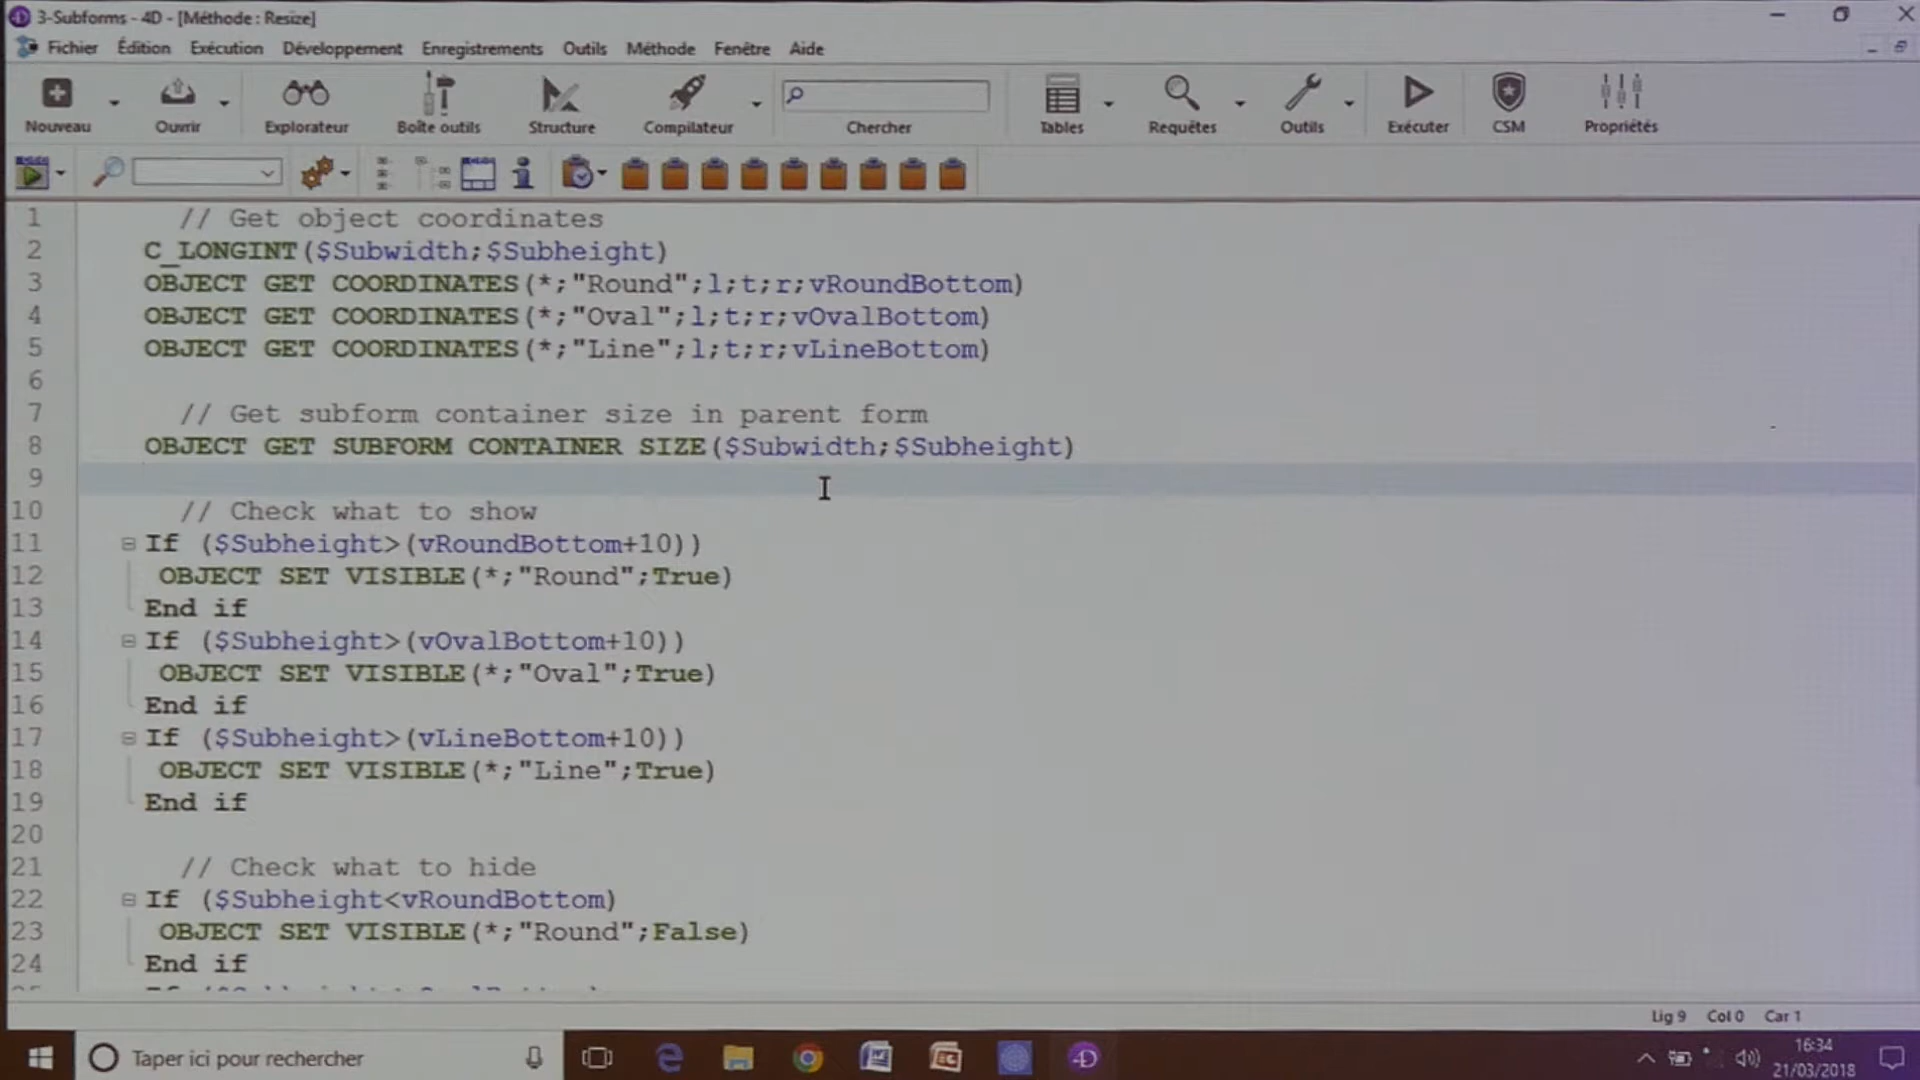 3-Subforms - 4D - [Méthode : Resize]
Fichier Édition Exécution Développement Enregistrements Outils Méthode Fenêtre Aide
Nouveau Ouvrir Explorateur Boîte outils Structure Compilateur Chercher Tables Requêtes Outils Exécuter CSM Propriétés
1 // Get object coordinates
2 C_LONGINT($Subwidth;$Subheight)
3 OBJECT GET COORDINATES(*;"Round";l;t;r;vRoundBottom)
4 OBJECT GET COORDINATES(*;"Oval";l;t;r;vOvalBottom)
5 OBJECT GET COORDINATES(*;"Line";l;t;r;vLineBottom)
6
7 // Get subform container size in parent form
8 OBJECT GET SUBFORM CONTAINER SIZE($Subwidth;$Subheight)
9
10 // Check what to show
11 If ($Subheight>(vRoundBottom+10))
12 OBJECT SET VISIBLE(*;"Round";True)
13 End if
14 If ($Subheight>(vOvalBottom+10))
15 OBJECT SET VISIBLE(*;"Oval";True)
16 End if
17 If ($Subheight>(vLineBottom+10))
18 OBJECT SET VISIBLE(*;"Line";True)
19 End if
20
21 // Check what to hide
22 If ($Subheight<vRoundBottom)
23 OBJECT SET VISIBLE(*;"Round";False)
24 End if
Lig 9 Col 0 Car 1
Taper ici pour rechercher
16:34
21/03/2018